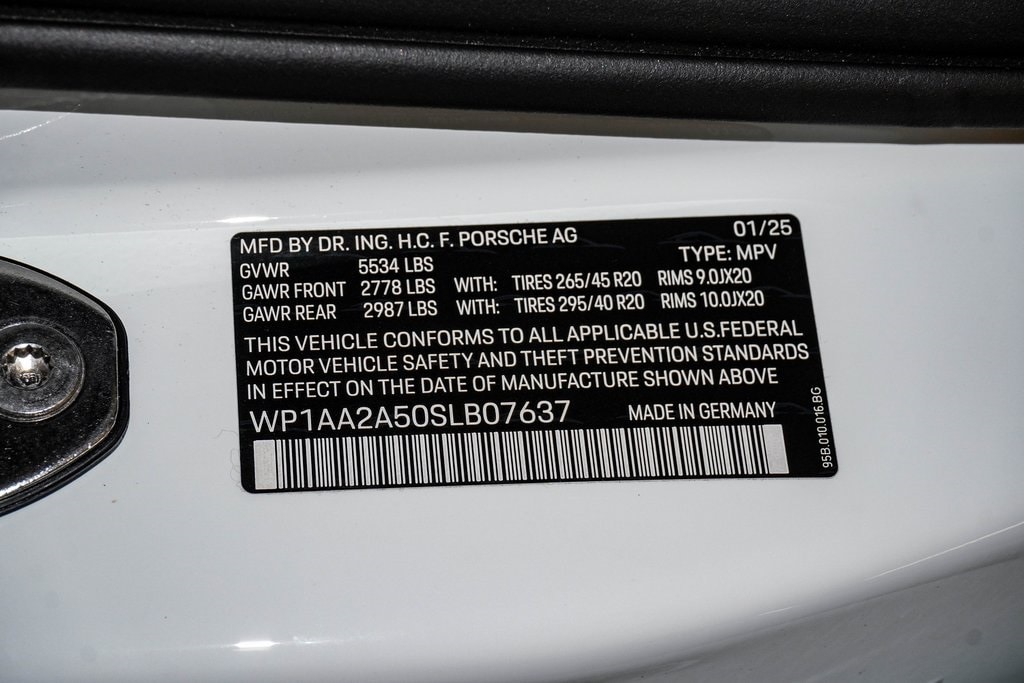 MFD BY DR. ING. H.C. F. PORSCHE AG 01/25
GVWR 5534 LBS TYPE: MPV
GAWR FRONT 2778 LBS WITH: TIRES 265/45 R20 RIMS 9.0JX20
GAWR REAR 2987 LBS WITH: TIRES 295/40 R20 RIMS 10.0JX20
THIS VEHICLE CONFORMS TO ALL APPLICABLE U.S.FEDERAL
MOTOR VEHICLE SAFETY AND THEFT PREVENTION STANDARDS
IN EFFECT ON THE DATE OF MANUFACTURE SHOWN ABOVE
WP1AA2A50SLB07637 MADE IN GERMANY
95B.010.016.BG